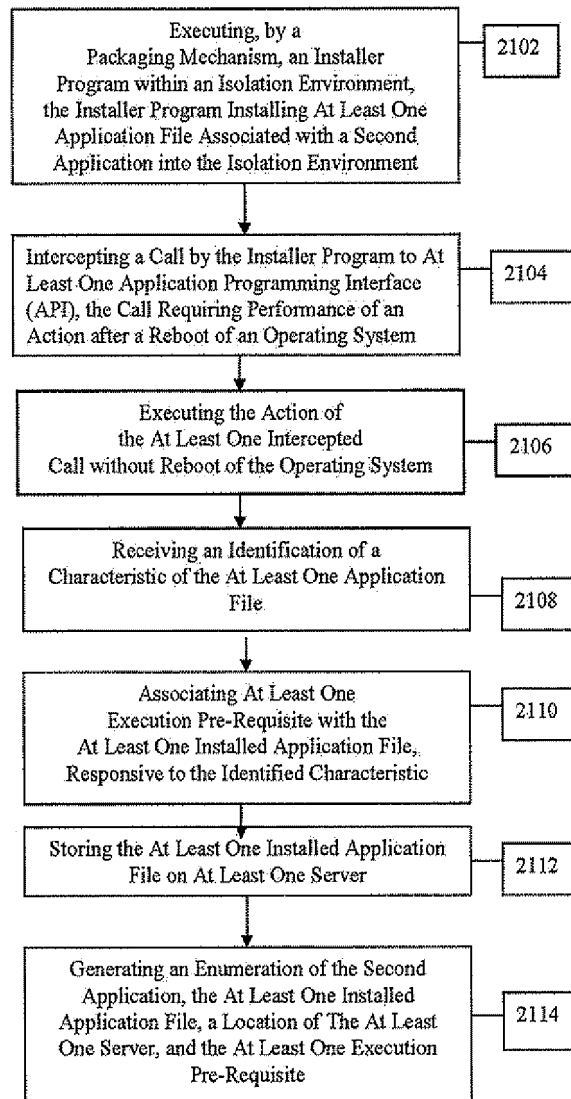 Executing, by a
Packaging Mechanism, an Installer
Program within an Isolation Environment,
the Installer Program Installing At Least One
Application File Associated with a Second
Application into the Isolation Environment
2102
Intercepting a Call by the Installer Program to At
Least One Application Programming Interface
(API), the Call Requiring Performance of an
Action after a Reboot of an Operating System
2104
Executing the Action of
the At Least One Intercepted
Call without Reboot of the Operating System
2106
Receiving an Identification of a
Characteristic of the At Least One Application
File
2108
Associating At Least One
Execution Pre-Requisite with the
At Least One Installed Application File,
Responsive to the Identified Characteristic
2110
Storing the At Least One Installed Application
File on At Least One Server
2112
Generating an Enumeration of the Second
Application, the At Least One Installed
Application File, a Location of The At Least
One Server, and the At Least One Execution
Pre-Requisite
2114